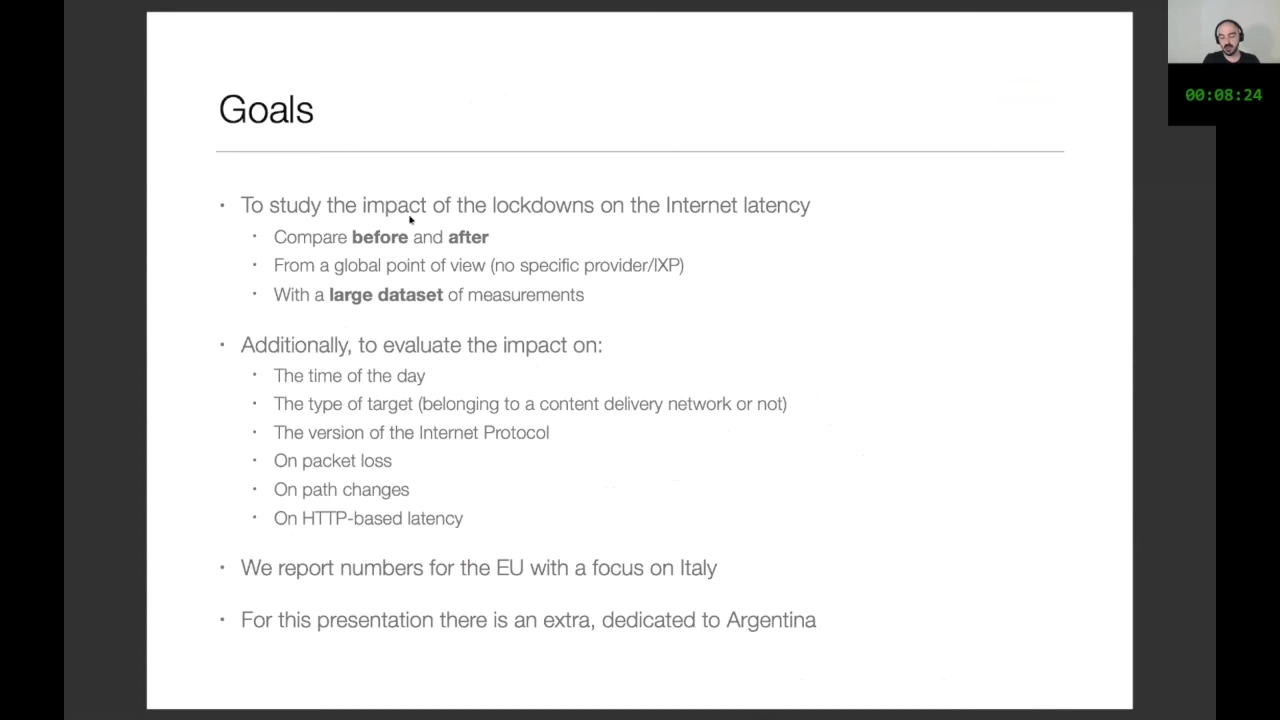 Goals
00:08:24
• To study the impact of the lockdowns on the Internet latency
• Compare before and after
• From a global point of view (no specific provider/IXP)
• With a large dataset of measurements
• Additionally, to evaluate the impact on:
• The time of the day
• The type of target (belonging to a content delivery network or not)
• The version of the Internet Protocol
• On packet loss
• On path changes
• On HTTP-based latency
• We report numbers for the EU with a focus on Italy
• For this presentation there is an extra, dedicated to Argentina